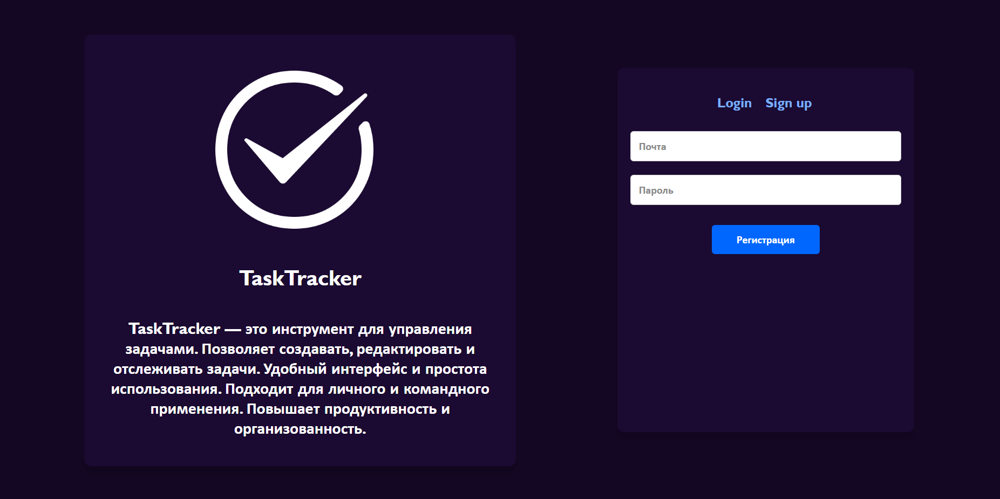 TaskTracker
TaskTracker — это инструмент для управления
задачами. Позволяет создавать, редактировать и
отслеживать задачи. Удобный интерфейс и простота
использования. Подходит для личного и командного
применения. Повышает продуктивность и
организованность.
Login Sign up
Почта
Пароль
Регистрация